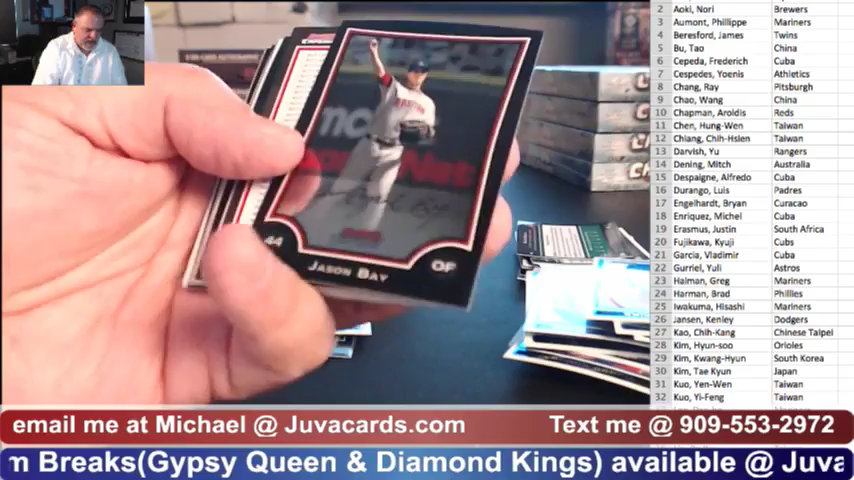 44
JASON BAY
OF
2 Aoki, Nori Brewers
3 Aumont, Phillippe Mariners
4 Beresford, James Twins
5 Bu, Tao China
6 Cepeda, Frederich Cuba
7 Cespedes, Yoenis Athletics
8 Chang, Ray Pitsburgh
9 Chao, Wang China
10 Chapman, Aroldis Reds
11 Chen, Hung-Wen Taiwan
12 Chiang, Chih-Hsien Taiwan
13 Darvish, Yu Rangers
14 Dening, Mitch Australia
15 Despaigne, Alfredo Cuba
16 Durango, Luis Padres
17 Engelhardt, Bryan Curacao
18 Enriquez, Michel Cuba
19 Erasmus, Justin South Africa
20 Fujikawa, Kyuji Cubs
21 Garcia, Vladimir Cuba
22 Gurriel, Yuli Astros
23 Halman, Greg Mariners
24 Harman, Brad Phillies
25 Iwakuma, Hisashi Mariners
26 Jansen, Kenley Dodgers
27 Kao, Chih-Kang Chinese Taipei
28 Kim, Hyun-soo Orioles
29 Kim, Kwang-Hyun South Korea
30 Kim, Tae Kyun Japan
31 Kuo, Yen-Wen Taiwan
32 Kuo, Yi-Feng Taiwan
email me at Michael @ Juvacards.com Text me @ 909-553-2972
m Breaks(Gypsy Queen & Diamond Kings) available @ Juva